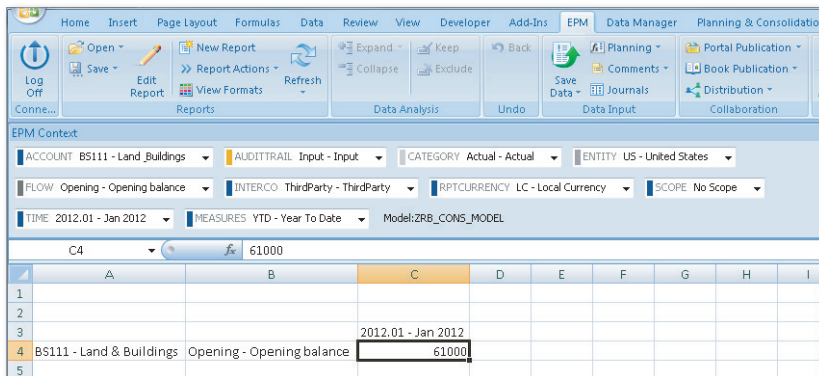 Home Insert Page Layout Formulas Data Review View Developer Add-Ins EPM Data Manager Planning & Consolidatio
Open New Report Expand Keep Back Planning Portal Publication
Save Report Actions Collapse Exclude Comments Book Publication
Log Off Edit Report View Formats Refresh Save Data Journals Distribution
Conne... Reports Data Analysis Undo Data Input Collaboration
EPM Context
ACCOUNT BS111 - Land_Buildings AUDITTRAIL Input - Input CATEGORY Actual - Actual ENTITY US - United States
FLOW Opening - Opening balance INTERCO ThirdParty - ThirdParty RPTCURRENCY LC - Local Currency SCOPE No Scope
TIME 2012.01 - Jan 2012 MEASURES YTD - Year To Date Model:ZRB_CONS_MODEL
C4 fx 61000
A B C D E F G H I
1
2
3 2012.01 - Jan 2012
4 BS111 - Land & Buildings Opening - Opening balance 61000
5